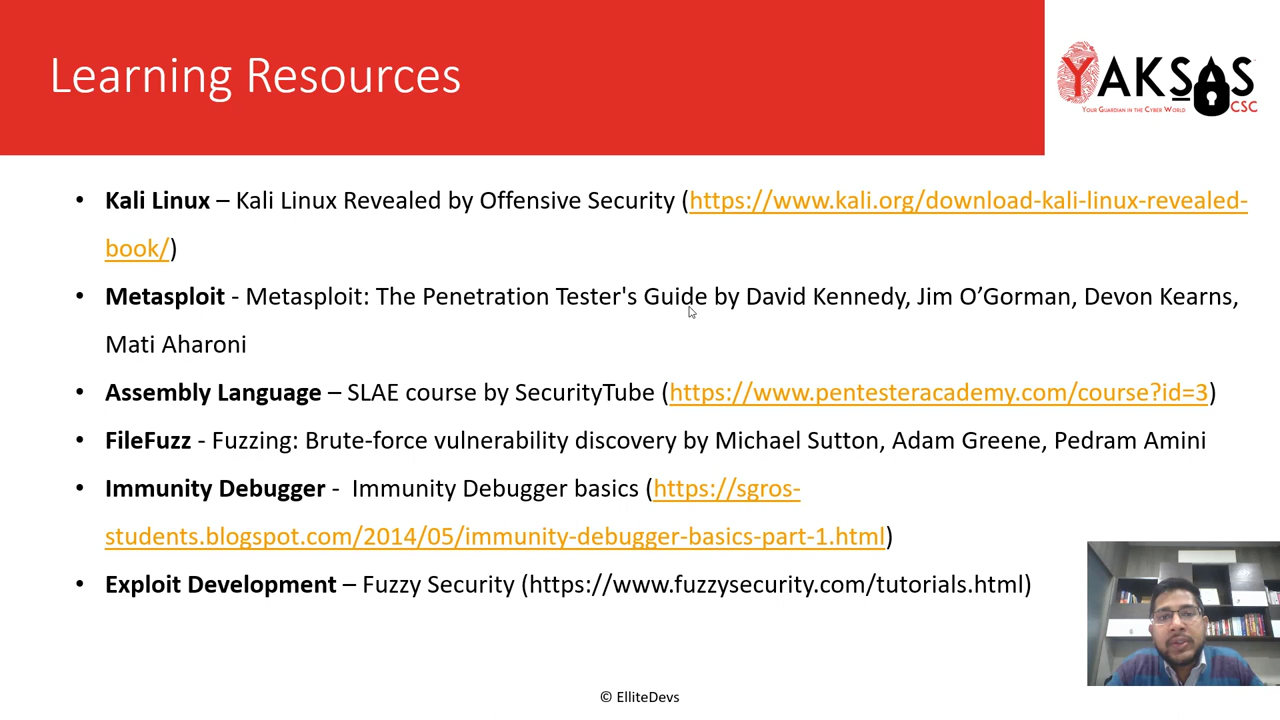 Learning Resources
YAKSAS
CSC
YOUR GUARDIAN IN THE CYBER WORLD
• Kali Linux – Kali Linux Revealed by Offensive Security (https://www.kali.org/download-kali-linux-revealed-
book/)
• Metasploit - Metasploit: The Penetration Tester's Guide by David Kennedy, Jim O’Gorman, Devon Kearns,
Mati Aharoni
• Assembly Language – SLAE course by SecurityTube (https://www.pentesteracademy.com/course?id=3)
• FileFuzz - Fuzzing: Brute-force vulnerability discovery by Michael Sutton, Adam Greene, Pedram Amini
• Immunity Debugger - Immunity Debugger basics (https://sgros-
students.blogspot.com/2014/05/immunity-debugger-basics-part-1.html)
• Exploit Development – Fuzzy Security (https://www.fuzzysecurity.com/tutorials.html)
© ElliteDevs